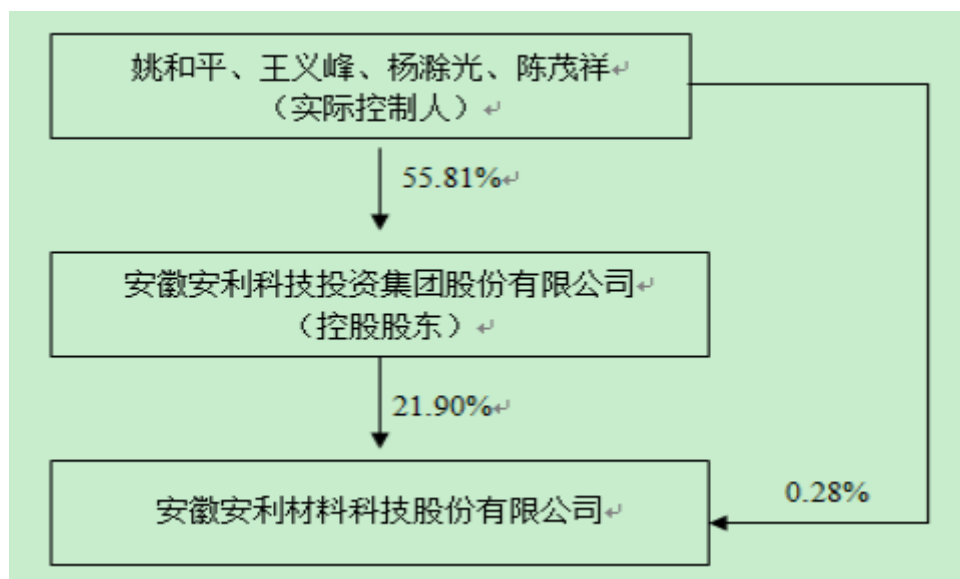 姚和平、王义峰、杨滁光、陈茂祥
（实际控制人）
55.81%
安徽安利科技投资集团股份有限公司
（控股股东）
21.90%
安徽安利材料科技股份有限公司
0.28%